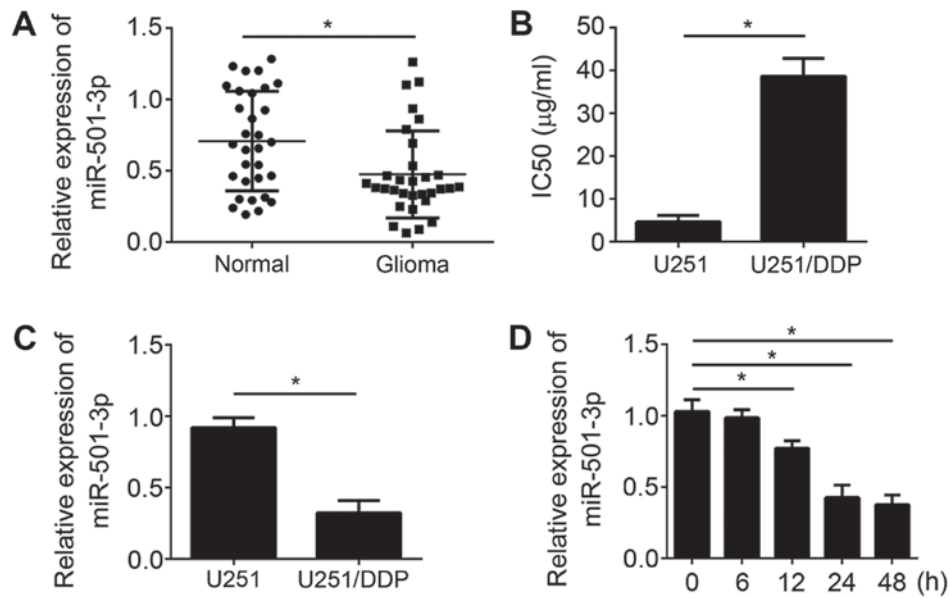 A
Relative expression of
miR-501-3p
1.5
1.0
0.5
0.0
*
Normal
Glioma
B
IC50 (µg/ml)
50
40
30
20
10
0
*
U251
U251/DDP
C
Relative expression of
miR-501-3p
1.5
1.0
0.5
0.0
*
U251
U251/DDP
D
Relative expression of
miR-501-3p
1.5
1.0
0.5
0.0
*
*
*
0 6 12 24 48 (h)